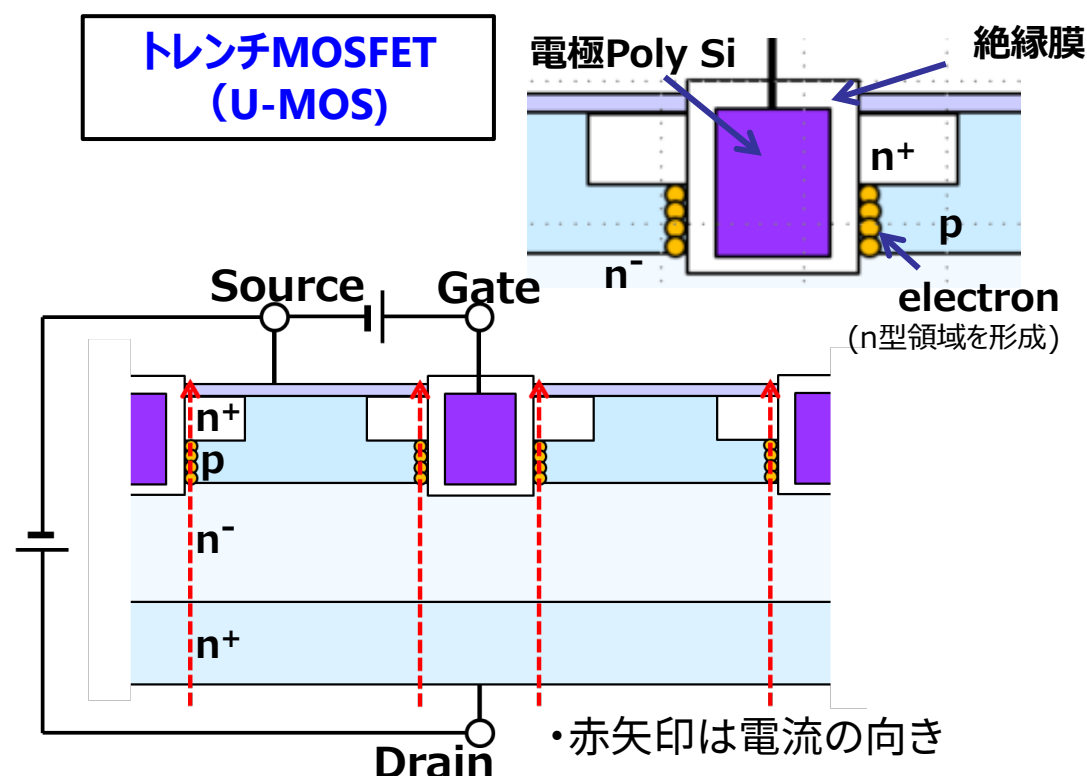 トレンチMOSFET
(U-MOS)
電極Poly Si
絶縁膜
n+
p
n-
electron
(n型領域を形成)
Source
Gate
n+
p
n-
n+
Drain
・赤矢印は電流の向き